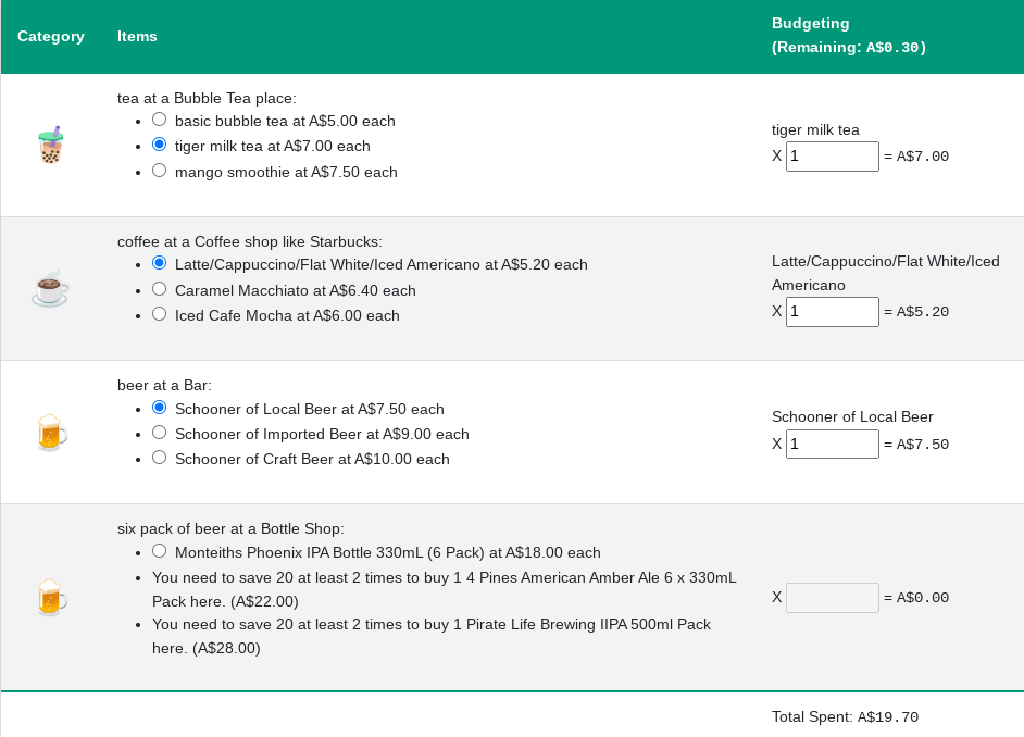 Category
Items
Budgeting
(Remaining: A$0.30)
tea at a Bubble Tea place:
basic bubble tea at A$5.00 each
tiger milk tea at A$7.00 each
mango smoothie at A$7.50 each
tiger milk tea
X 1 = A$7.00
coffee at a Coffee shop like Starbucks:
Latte/Cappuccino/Flat White/Iced Americano at A$5.20 each
Caramel Macchiato at A$6.40 each
Iced Cafe Mocha at A$6.00 each
Latte/Cappuccino/Flat White/Iced
Americano
X 1 = A$5.20
beer at a Bar:
Schooner of Local Beer at A$7.50 each
Schooner of Imported Beer at A$9.00 each
Schooner of Craft Beer at A$10.00 each
Schooner of Local Beer
X 1 = A$7.50
six pack of beer at a Bottle Shop:
Monteiths Phoenix IPA Bottle 330mL (6 Pack) at A$18.00 each
You need to save 20 at least 2 times to buy 1 4 Pines American Amber Ale 6 x 330mL
Pack here. (A$22.00)
You need to save 20 at least 2 times to buy 1 Pirate Life Brewing IIPA 500ml Pack
here. (A$28.00)
X = A$0.00
Total Spent: A$19.70